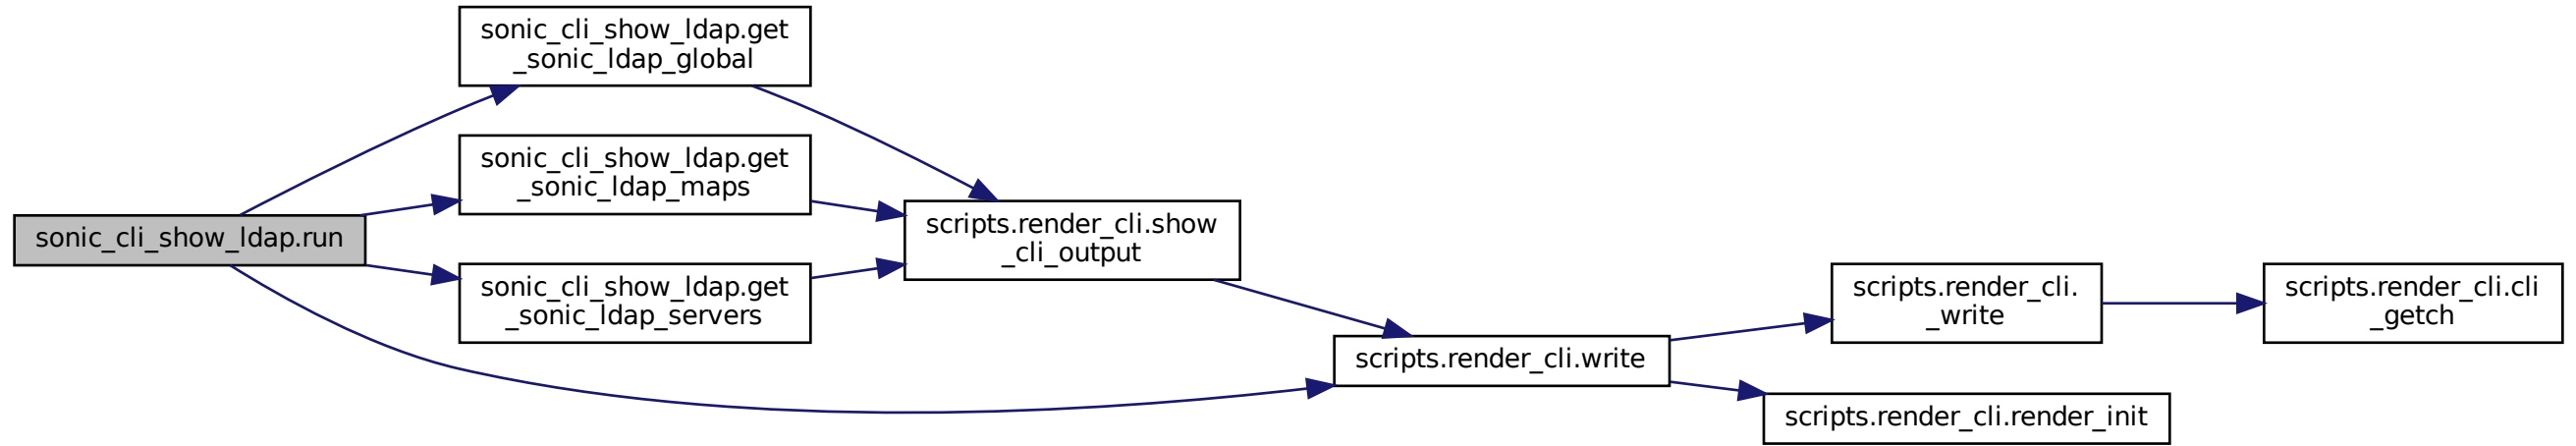 sonic_cli_show_ldap.run
sonic_cli_show_ldap.get
_sonic_ldap_global
sonic_cli_show_ldap.get
_sonic_ldap_maps
sonic_cli_show_ldap.get
_sonic_ldap_servers
scripts.render_cli.show
_cli_output
scripts.render_cli.write
scripts.render_cli.
_write
scripts.render_cli.render_init
scripts.render_cli.cli
_getch